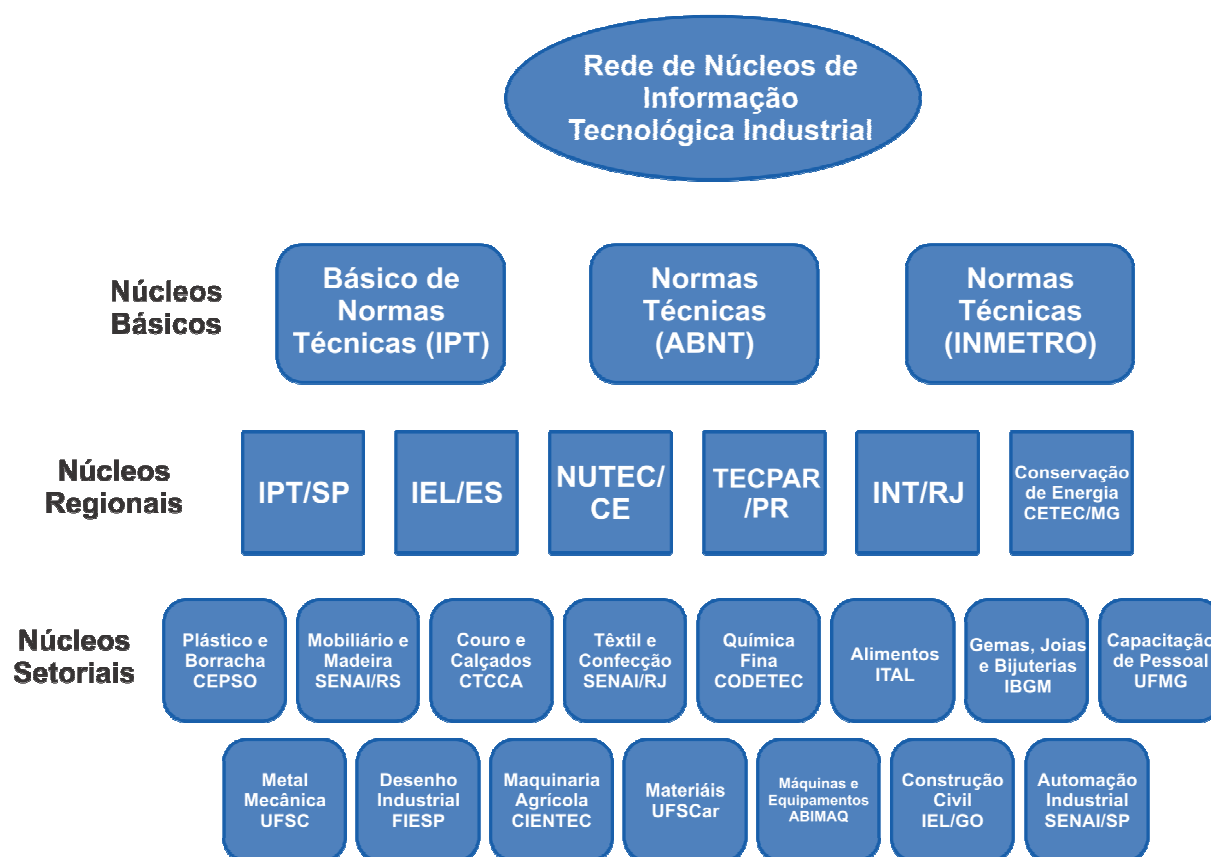 Rede de Núcleos de
Informação
Tecnológica Industrial
Núcleos
Básicos
Básico de
Normas
Técnicas (IPT)
Normas
Técnicas
(ABNT)
Normas
Técnicas
(INMETRO)
Núcleos
Regionais
IPT/SP
IEL/ES
NUTEC/
CE
TECPAR
/PR
INT/RJ
Conservação
de Energia
CETEC/MG
Núcleos
Setoriais
Plástico e
Borracha
CEPSO
Mobiliário e
Madeira
SENAI/RS
Couro e
Calçados
CTCCA
Têxtil e
Confecção
SENAI/RJ
Química
Fina
CODETEC
Alimentos
ITAL
Gemas, Joias
e Bijuterias
IBGM
Capacitação
de Pessoal
UFMG
Metal
Mecânica
UFSC
Desenho
Industrial
FIESP
Maquinaria
Agrícola
CIENTEC
Materiáis
UFSCar
Máquinas e
Equipamentos
ABIMAQ
Construção
Civil
IEL/GO
Automação
Industrial
SENAI/SP